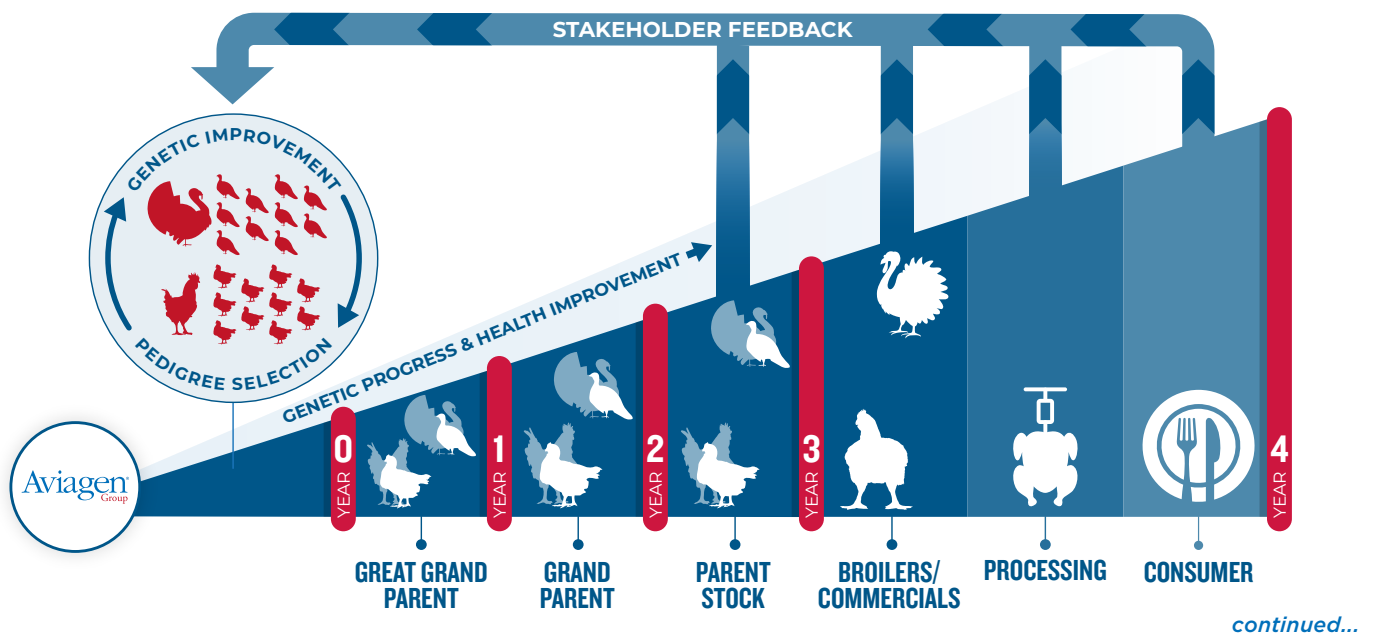 STAKEHOLDER FEEDBACK
GENETIC IMPROVEMENT
PEDIGREE SELECTION
GENETIC PROGRESS & HEALTH IMPROVEMENT
Aviagen
Group
YEAR 0
YEAR 1
YEAR 2
YEAR 3
YEAR 4
GREAT GRAND
PARENT
GRAND
PARENT
PARENT
STOCK
BROILERS/
COMMERCIALS
PROCESSING
CONSUMER
continued...